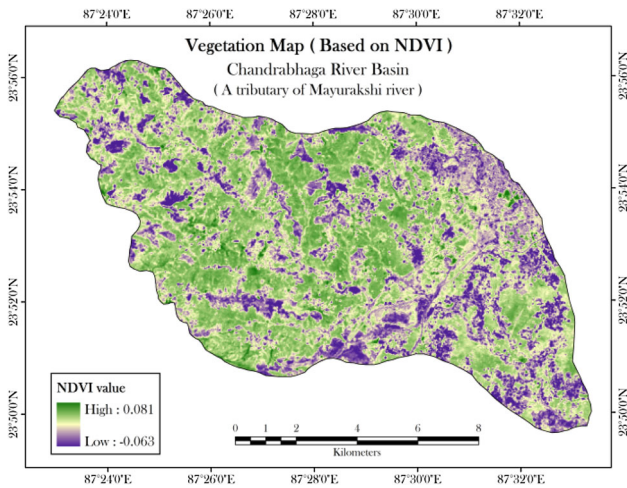 87°24'0"E 87°26'0"E 87°28'0"E 87°30'0"E 87°32'0"E
Vegetation Map ( Based on NDVI )
Chandrabhaga River Basin
( A tributary of Mayurakshi river )
23°56'0"N 23°56'0"N
23°54'0"N 23°54'0"N
23°52'0"N 23°52'0"N
23°50'0"N 23°50'0"N
NDVI value
High : 0.081
Low : -0.063
0 1 2 4 6 8
Kilometers
87°24'0"E 87°26'0"E 87°28'0"E 87°30'0"E 87°32'0"E